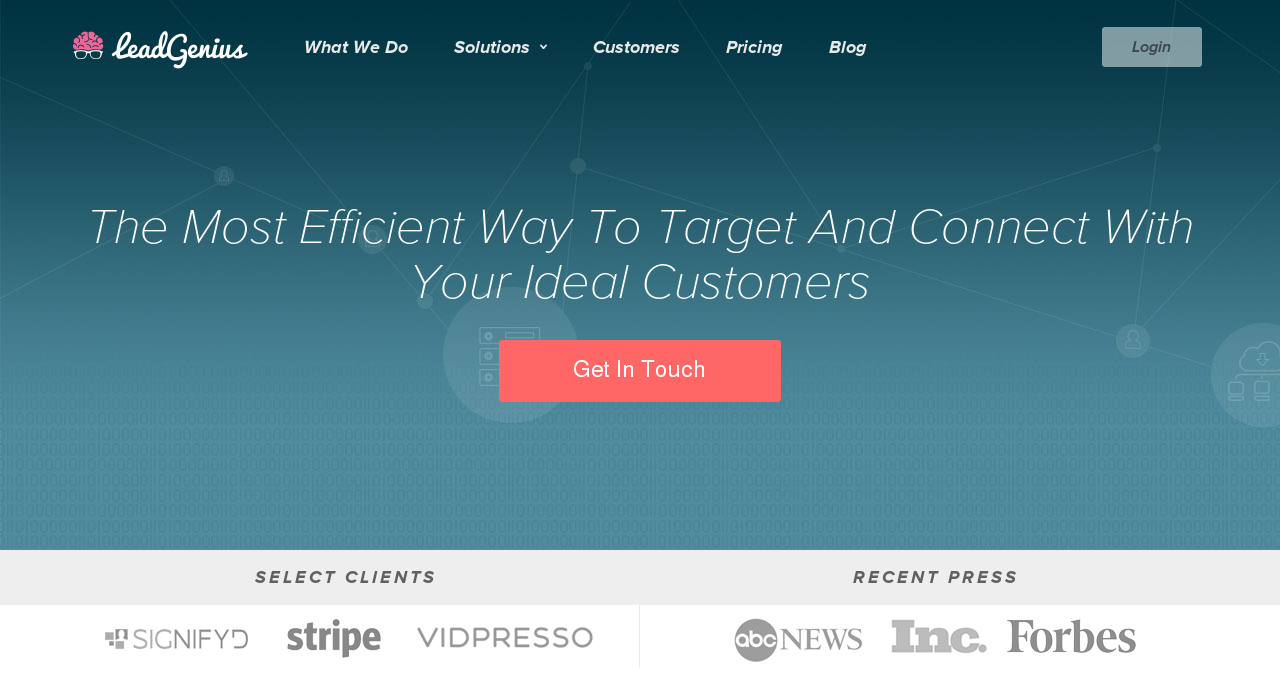 LeadGenius What We Do Solutions Customers Pricing Blog Login
The Most Efficient Way To Target And Connect With
Your Ideal Customers
Get In Touch
SELECT CLIENTS RECENT PRESS
SIGNIFYD stripe VIDPRESSO abc NEWS Inc. Forbes